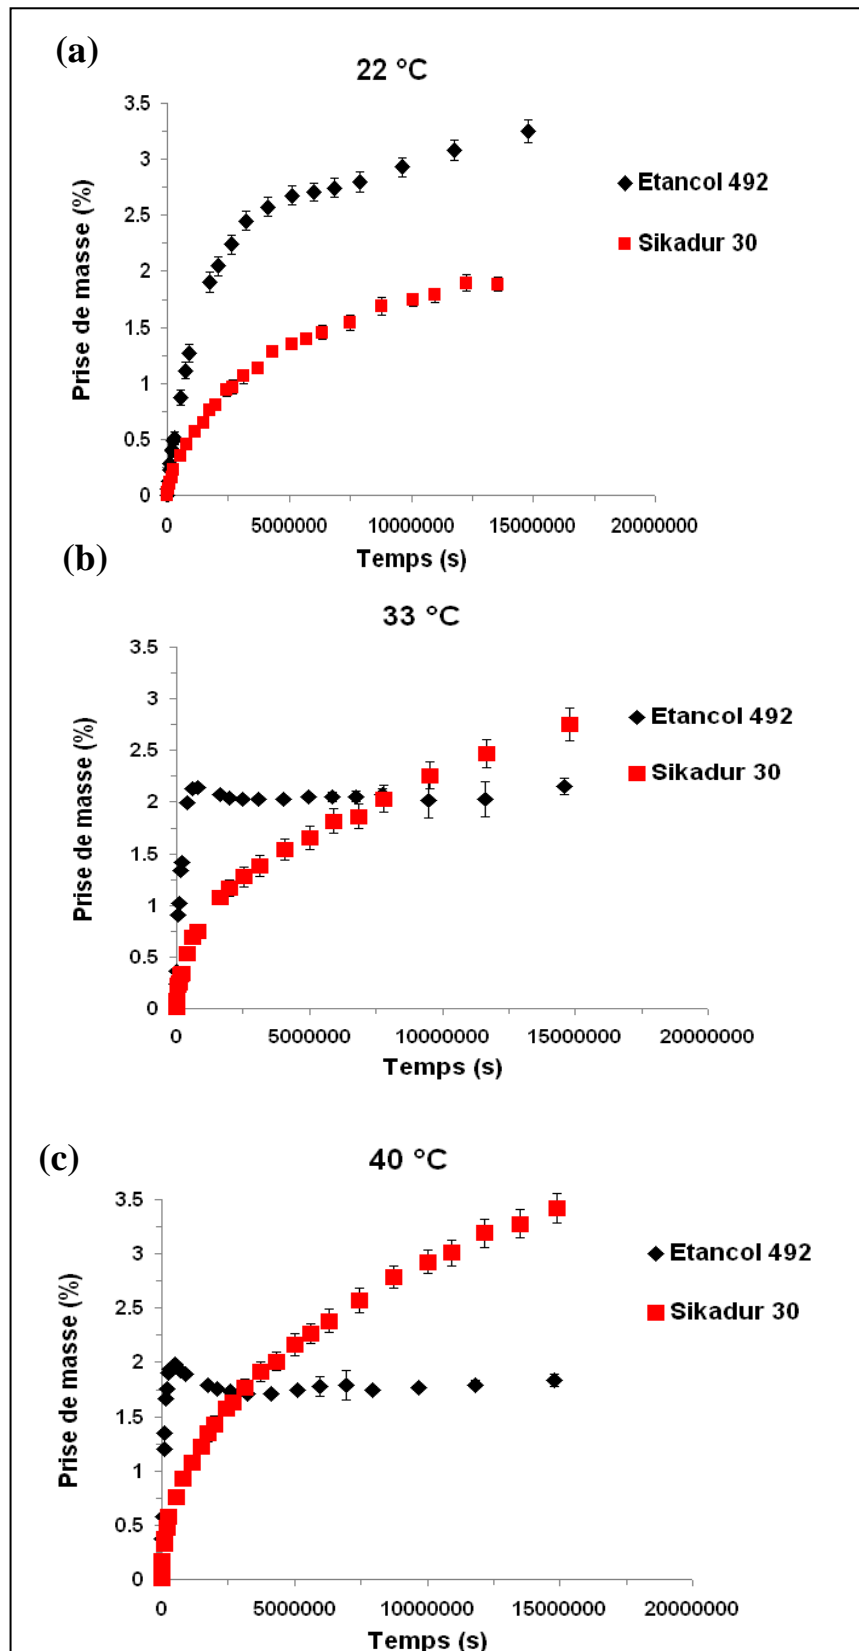 (a)
22 °C
3.5
3
2.5
2
1.5
1
0.5
0
Prise de masse (%)
Etancol 492
Sikadur 30
0 5000000 10000000 15000000 20000000
Temps (s)
(b)
33 °C
3.5
3
2.5
2
1.5
1
0.5
0
Prise de masse (%)
Etancol 492
Sikadur 30
0 5000000 10000000 15000000 20000000
Temps (s)
(c)
40 °C
3.5
3
2.5
2
1.5
1
0.5
0
Prise de masse (%)
Etancol 492
Sikadur 30
0 5000000 10000000 15000000 20000000
Temps (s)